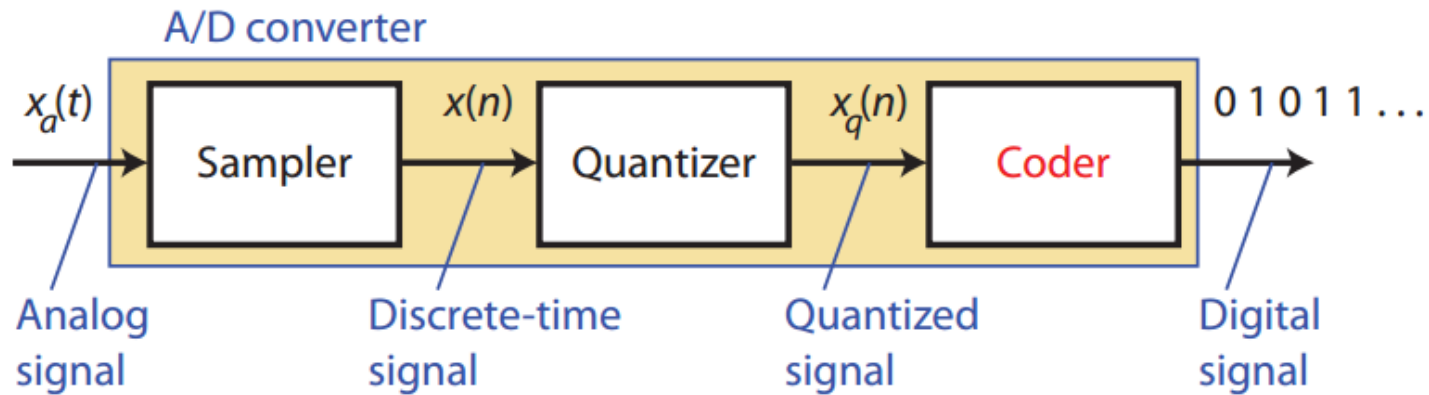 A/D converter
xₐ(t)
x(n)
x_q(n)
0 1 0 1 1 . . .
Sampler
Quantizer
Coder
Analog
signal
Discrete-time
signal
Quantized
signal
Digital
signal